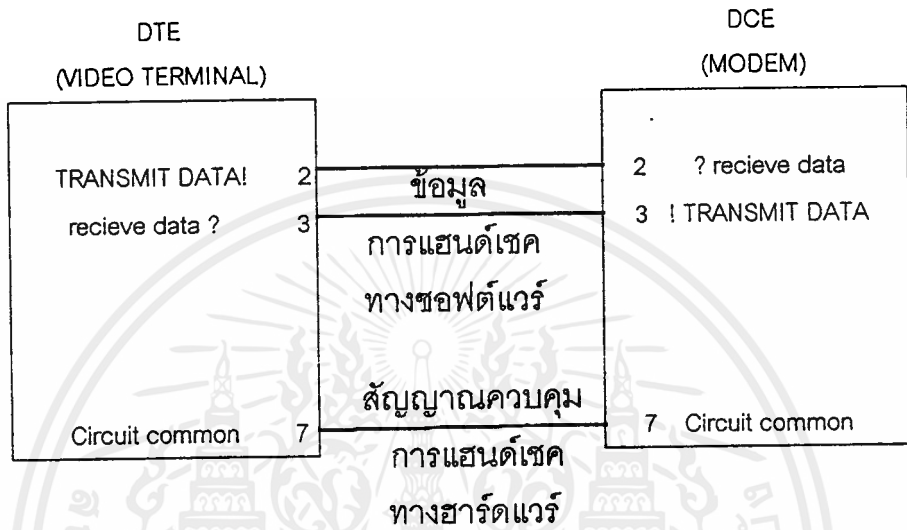 DTE
(VIDEO TERMINAL)
DCE
(MODEM)
TRANSMIT DATA! 2
ข้อมูล
2 ? recieve data
recieve data ? 3
3 ! TRANSMIT DATA
การแฮนด์เชค
ทางซอฟต์แวร์
สัญญาณควบคุม
Circuit common 7
7 Circuit common
การแฮนด์เชค
ทางฮาร์ดแวร์